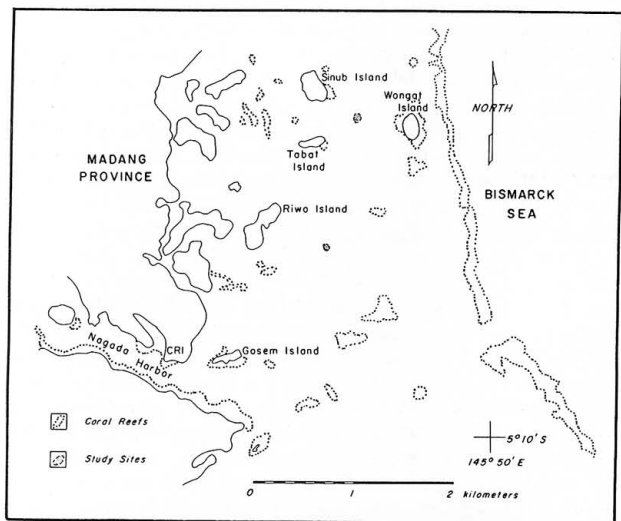 Sinub Island
Wongat
Island
NORTH
MADANG
PROVINCE
Tabat
Island
BISMARCK
SEA
Riwo Island
Nagada Harbor
CRI
Gosem Island
Coral Reefs
Study Sites
5° 10' S
145° 50' E
0 1 2
kilometers